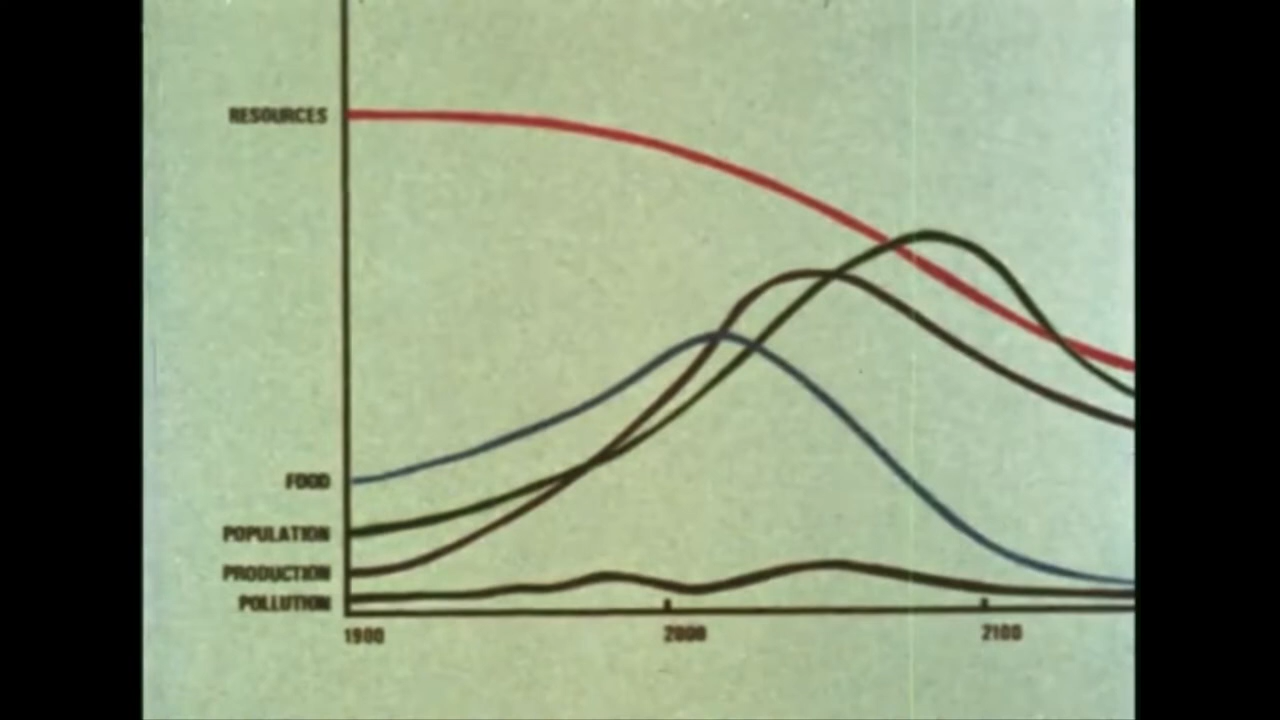 RESOURCES
FOOD
POPULATION
PRODUCTION
POLLUTION
1900
2000
2100